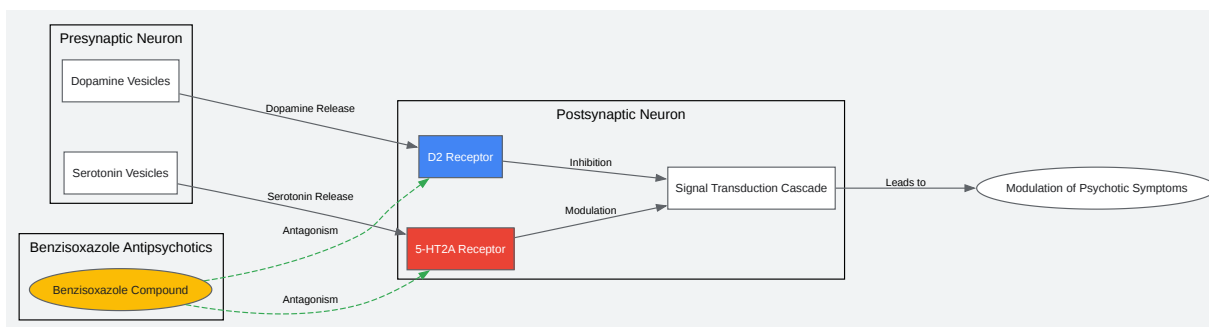 Presynaptic Neuron
Dopamine Vesicles
Dopamine Release
Serotonin Vesicles
Serotonin Release
Postsynaptic Neuron
D2 Receptor
Inhibition
Signal Transduction Cascade
Leads to
Modulation of Psychotic Symptoms
Modulation
5-HT2A Receptor
Antagonism
Benzisoxazole Antipsychotics
Benzisoxazole Compound
Antagonism